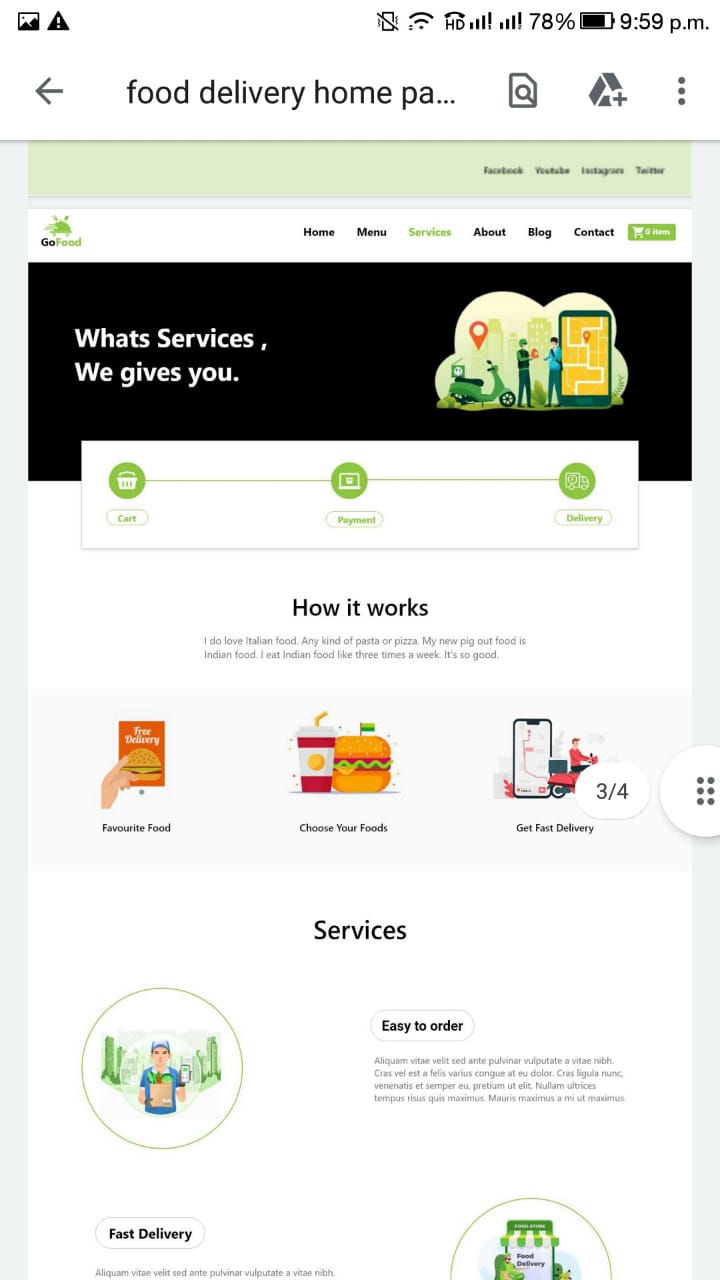 HD 78% 9:59 p.m.
food delivery home pa...
Facebook Youtube Instagram Twitter
GoFood
Home Menu Services About Blog Contact 0 item
Whats Services ,
We gives you.
Cart Payment Delivery
How it works
I do love Italian food. Any kind of pasta or pizza. My new pig out food is
Indian food. I eat Indian food like three times a week. It's so good.
Free
Delivery
3/4
Favourite Food Choose Your Foods Get Fast Delivery
Services
Easy to order
Aliquam vitae velit sed ante pulvinar vulputate a vitae nibh.
Cras vel est a felis varius congue at eu dolor. Cras ligula nunc,
venenatis et semper eu, pretium ut elit. Nullam ultrices
tempus risus quis maximus. Mauris maximus a mi ut maximus.
Fast Delivery
FOOD STORE
Food
Delivery
Aliquam vitae velit sed ante pulvinar vulputate a vitae nibh.